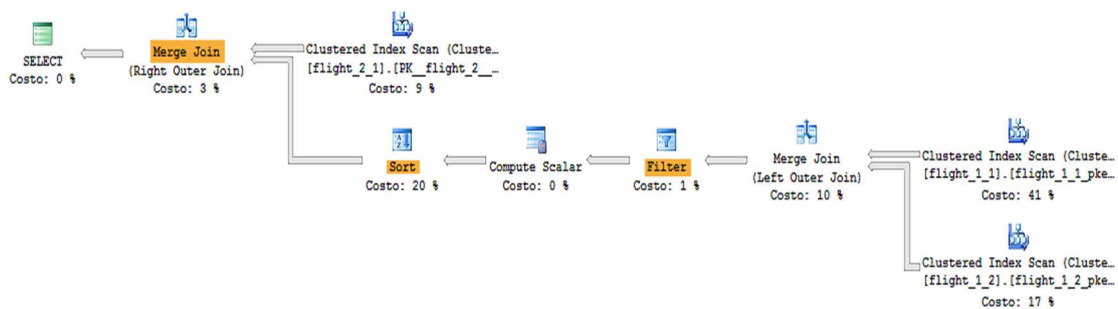 SELECT
Costo: 0 %
Merge Join
(Right Outer Join)
Costo: 3 %
Clustered Index Scan (Cluste…
[flight_2_1].[PK__flight_2__…
Costo: 9 %
Sort
Costo: 20 %
Compute Scalar
Costo: 0 %
Filter
Costo: 1 %
Merge Join
(Left Outer Join)
Costo: 10 %
Clustered Index Scan (Cluste…
[flight_1_1].[flight_1_1_pke…
Costo: 41 %
Clustered Index Scan (Cluste…
[flight_1_2].[flight_1_2_pke…
Costo: 17 %